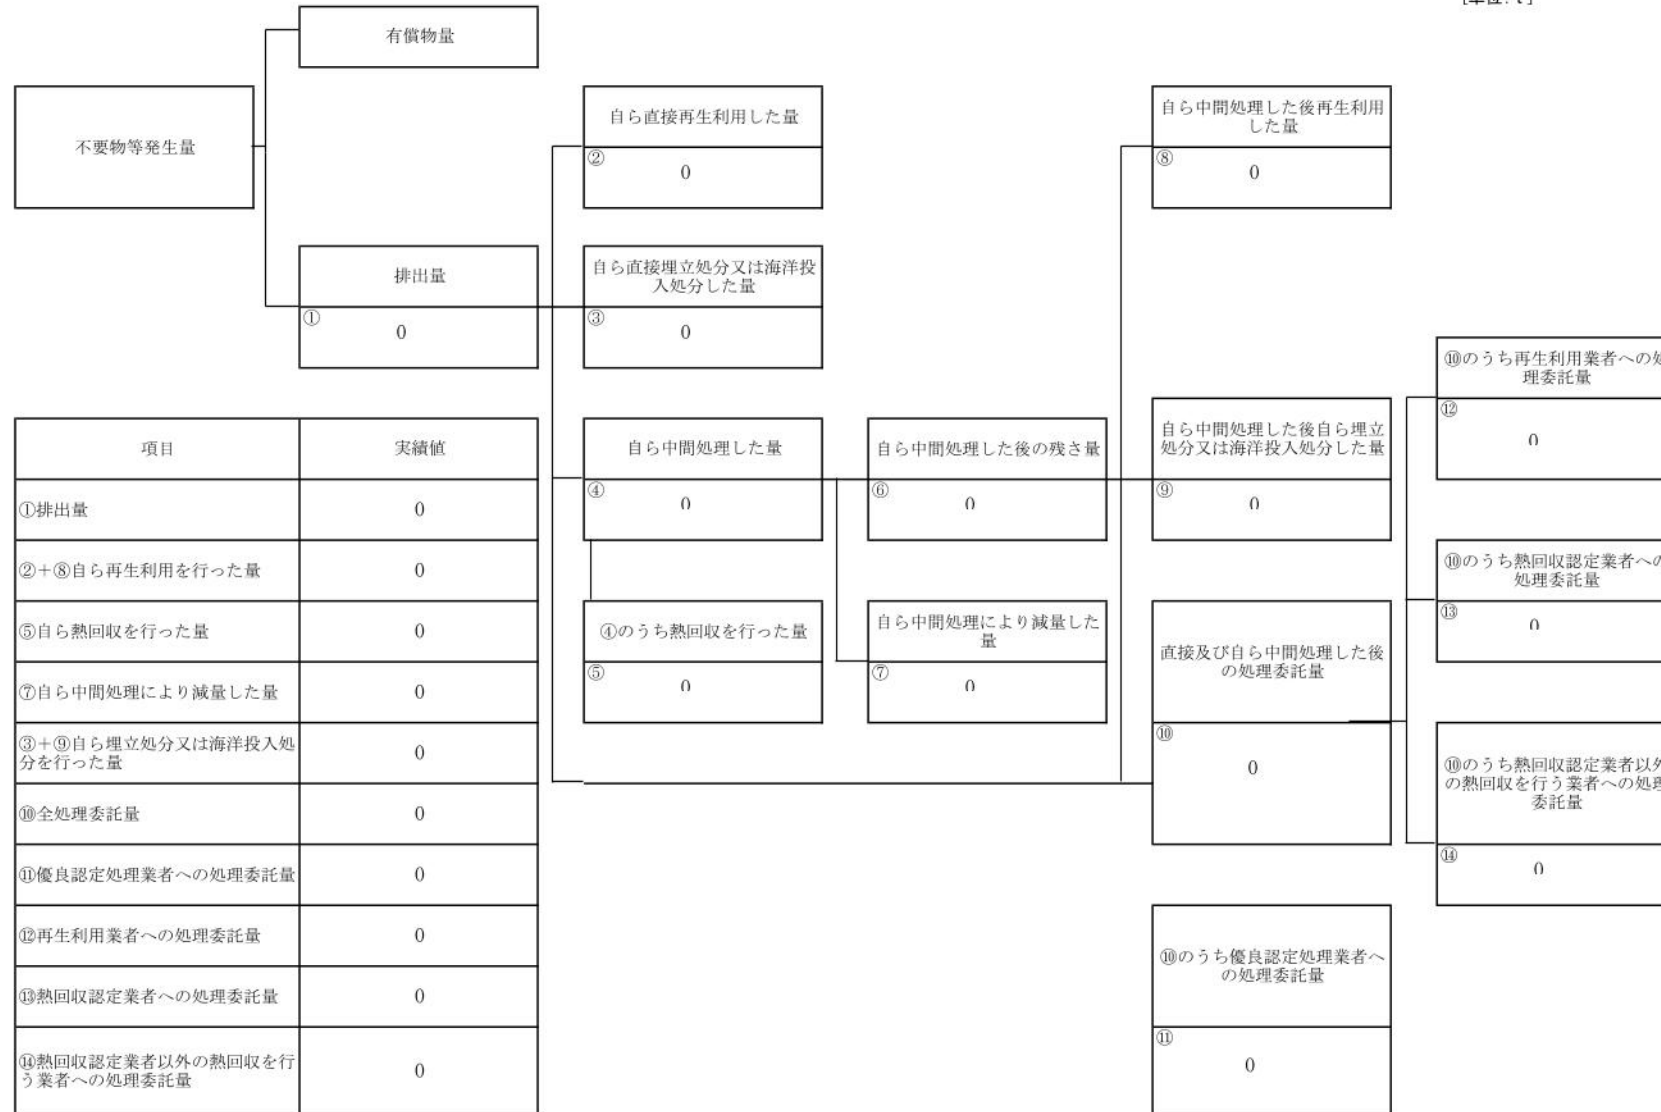 有償物量
不要物等発生量
自ら直接再生利用した量
②
0
自ら中間処理した後再生利用
した量
⑧
0
排出量
①
0
自ら直接埋立処分又は海洋投
入処分した量
③
0
⑩のうち再生利用業者への処
理委託量
⑫
0
自ら中間処理した量
④
0
自ら中間処理した後の残さ量
⑥
0
自ら中間処理した後自ら埋立
処分又は海洋投入処分した量
⑨
0
⑩のうち熱回収認定業者への
処理委託量
⑬
0
④のうち熱回収を行った量
⑤
0
自ら中間処理により減量した
量
⑦
0
直接及び自ら中間処理した後
の処理委託量
⑩
0
⑩のうち熱回収認定業者以外
の熱回収を行う業者への処理
委託量
⑭
0
⑩のうち優良認定処理業者へ
の処理委託量
⑪
0
項目 実績値
①排出量 0
②+⑧自ら再生利用を行った量 0
⑤自ら熱回収を行った量 0
⑦自ら中間処理により減量した量 0
③+⑨自ら埋立処分又は海洋投入処
分を行った量 0
⑩全処理委託量 0
⑪優良認定処理業者への処理委託量 0
⑫再生利用業者への処理委託量 0
⑬熱回収認定業者への処理委託量 0
⑭熱回収認定業者以外の熱回収を行
う業者への処理委託量 0